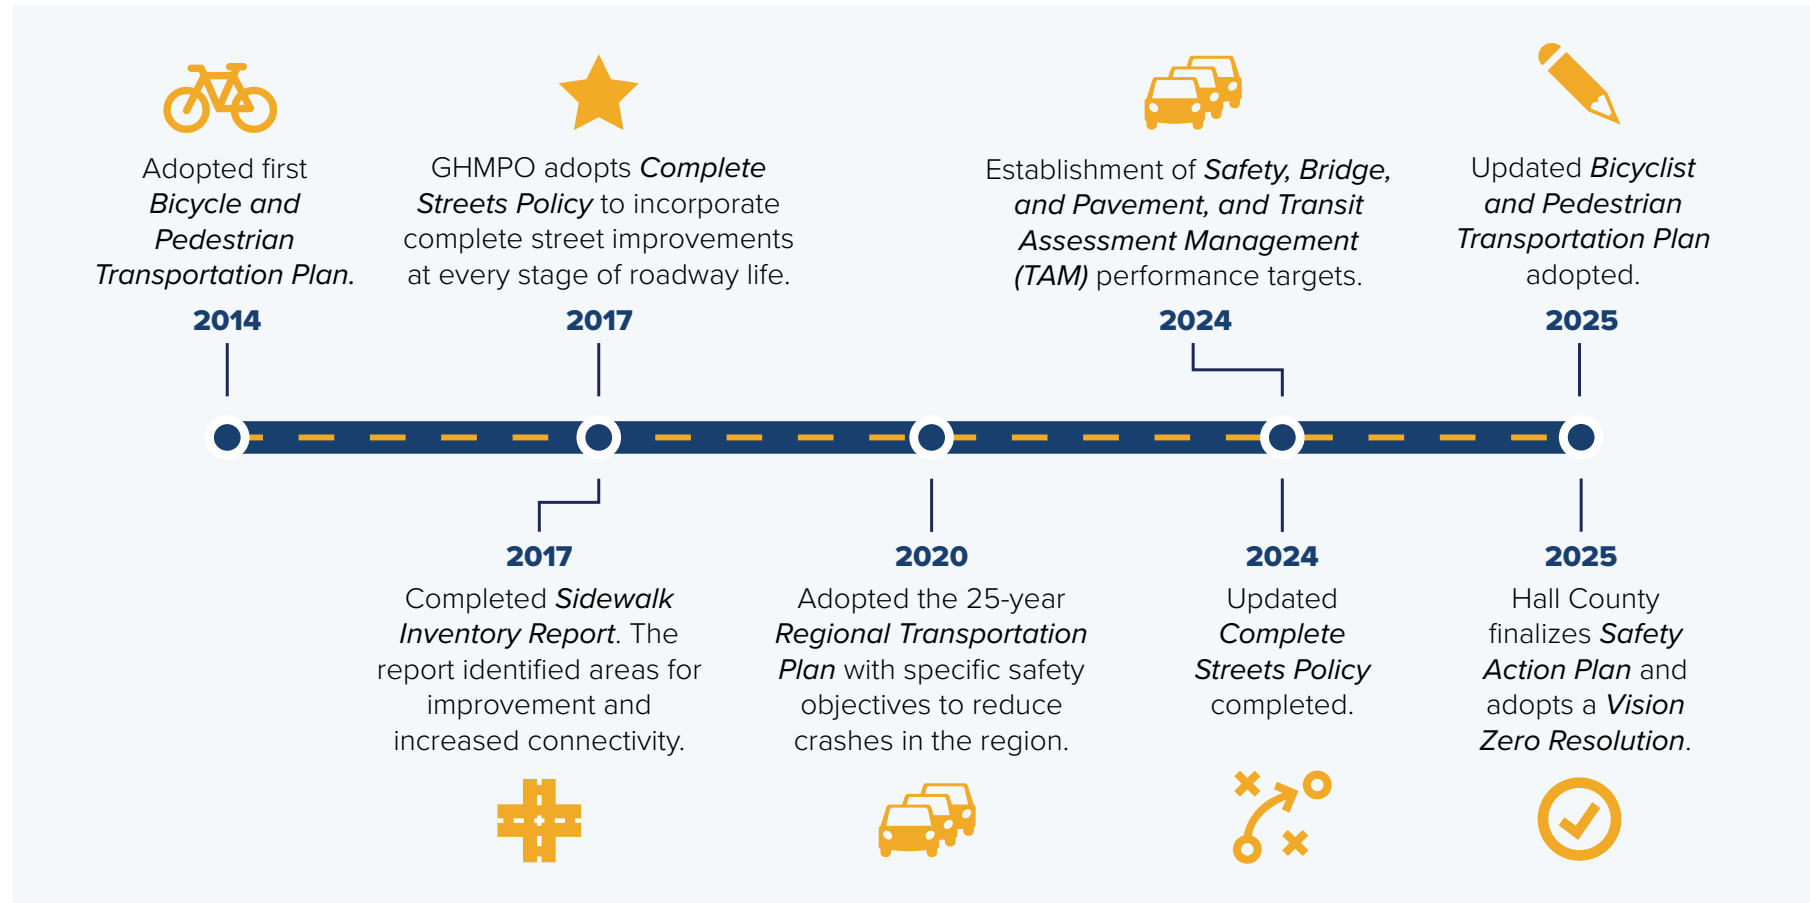 Adopted first
Bicycle and
Pedestrian
Transportation Plan.
2014
GHMPO adopts Complete
Streets Policy to incorporate
complete street improvements
at every stage of roadway life.
2017
Establishment of Safety, Bridge,
and Pavement, and Transit
Assessment Management
(TAM) performance targets.
2024
Updated Bicyclist
and Pedestrian
Transportation Plan
adopted.
2025
2017
Completed Sidewalk
Inventory Report. The
report identified areas for
improvement and
increased connectivity.
2020
Adopted the 25-year
Regional Transportation
Plan with specific safety
objectives to reduce
crashes in the region.
2024
Updated
Complete
Streets Policy
completed.
2025
Hall County
finalizes Safety
Action Plan and
adopts a Vision
Zero Resolution.